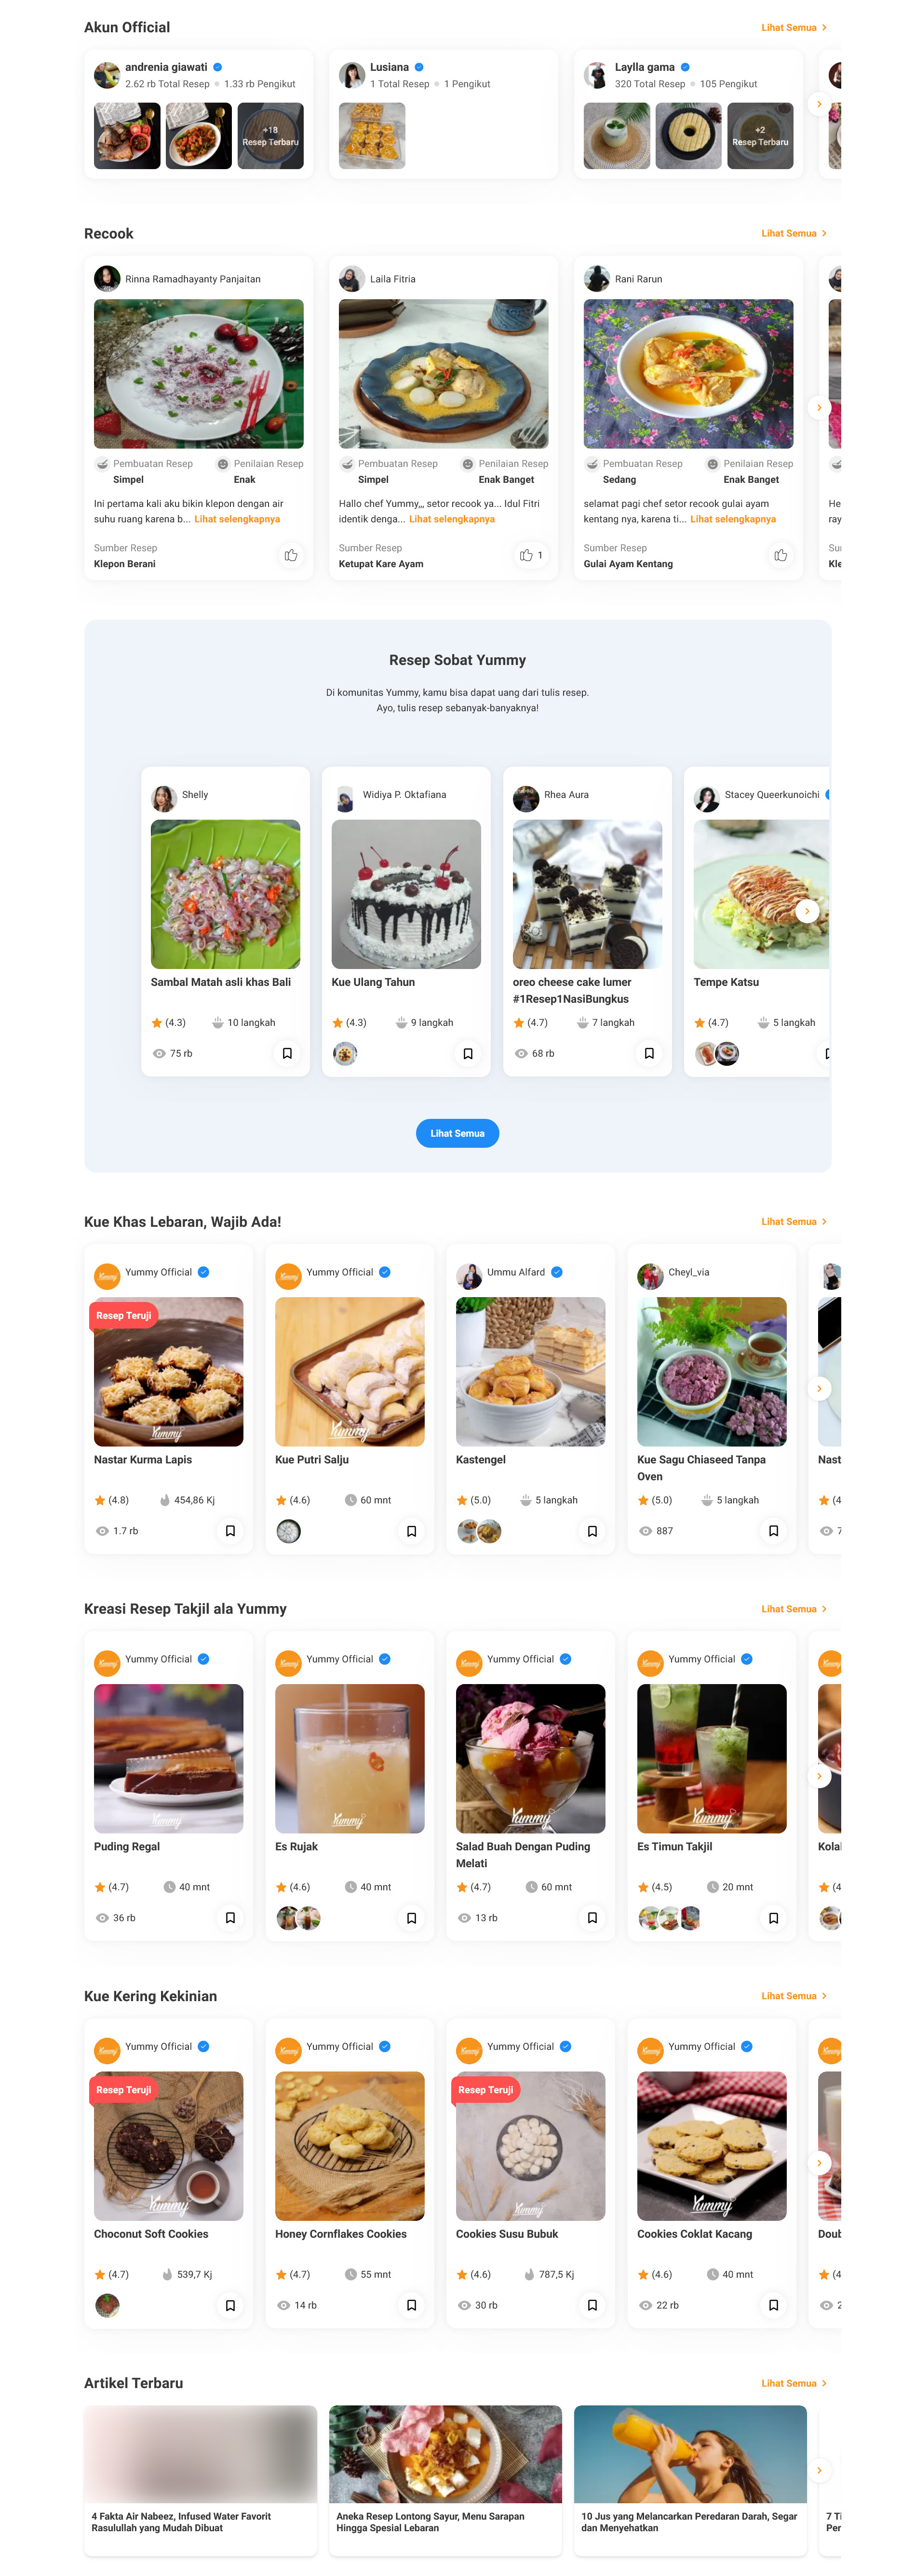 Akun Official
Lihat Semua
andrenia giawati
2.62 rb Total Resep 1.33 rb Pengikut
+18
Resep Terbaru
Lusiana
1 Total Resep 1 Pengikut
Laylla gama
320 Total Resep 105 Pengikut
+2
Resep Terbaru
Recook
Lihat Semua
Rinna Ramadhayanty Panjaitan
Pembuatan Resep
Simpel
Penilaian Resep
Enak
Ini pertama kali aku bikin klepon dengan air
suhu ruang karena b... Lihat selengkapnya
Sumber Resep
Klepon Berani
Laila Fitria
Pembuatan Resep
Simpel
Penilaian Resep
Enak Banget
Hallo chef Yummy,,, setor recook ya... Idul Fitri
identik denga... Lihat selengkapnya
Sumber Resep
Ketupat Kare Ayam
1
Rani Rarun
Pembuatan Resep
Sedang
Penilaian Resep
Enak Banget
selamat pagi chef setor recook gulai ayam
kentang nya, karena ti... Lihat selengkapnya
Sumber Resep
Gulai Ayam Kentang
He
ray
Su
Kle
Resep Sobat Yummy
Di komunitas Yummy, kamu bisa dapat uang dari tulis resep.
Ayo, tulis resep sebanyak-banyaknya!
Shelly
Sambal Matah asli khas Bali
(4.3) 10 langkah
75 rb
Widiya P. Oktafiana
Kue Ulang Tahun
(4.3) 9 langkah
Rhea Aura
oreo cheese cake lumer
#1Resep1NasiBungkus
(4.7) 7 langkah
68 rb
Stacey Queerkunoichi
Tempe Katsu
(4.7) 5 langkah
Lihat Semua
Kue Khas Lebaran, Wajib Ada!
Lihat Semua
Yummy Official
Resep Teruji
Yummy
Nastar Kurma Lapis
(4.8) 454,86 Kj
1.7 rb
Yummy Official
Yummy
Kue Putri Salju
(4.6) 60 mnt
Ummu Alfard
Kastengel
(5.0) 5 langkah
Cheyl_via
Kue Sagu Chiaseed Tanpa
Oven
(5.0) 5 langkah
887
Nast
(4
7
Kreasi Resep Takjil ala Yummy
Lihat Semua
Yummy Official
Yummy
Puding Regal
(4.7) 40 mnt
36 rb
Yummy Official
Yummy
Es Rujak
(4.6) 40 mnt
Yummy Official
Yummy
Salad Buah Dengan Puding
Melati
(4.7) 60 mnt
13 rb
Yummy Official
Yummy
Es Timun Takjil
(4.5) 20 mnt
Kola
(4
Kue Kering Kekinian
Lihat Semua
Yummy Official
Resep Teruji
Yummy
Choconut Soft Cookies
(4.7) 539,7 Kj
Yummy Official
Honey Cornflakes Cookies
(4.7) 55 mnt
14 rb
Yummy Official
Resep Teruji
Yummy
Cookies Susu Bubuk
(4.6) 787,5 Kj
30 rb
Yummy Official
Yummy
Cookies Coklat Kacang
(4.6) 40 mnt
22 rb
Doub
(4
2
Artikel Terbaru
Lihat Semua
4 Fakta Air Nabeez, Infused Water Favorit
Rasulullah yang Mudah Dibuat
Aneka Resep Lontong Sayur, Menu Sarapan
Hingga Spesial Lebaran
10 Jus yang Melancarkan Peredaran Darah, Segar
dan Menyehatkan
7 Ti
Per